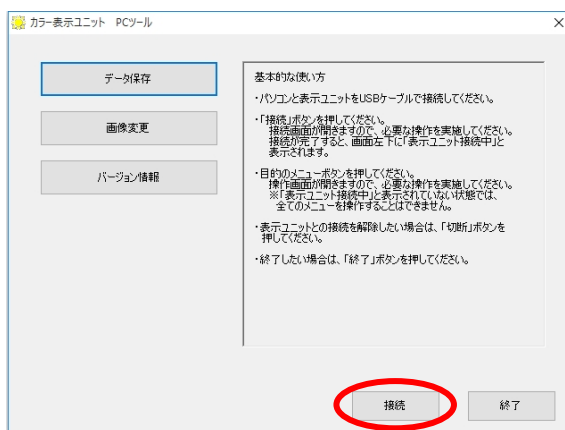 カラー表示ユニット PCツール
データ保存
画像変更
バージョン情報
基本的な使い方
・パソコンと表示ユニットをUSBケーブルで接続してください。
・「接続」ボタンを押してください。
接続画面が開きますので、必要な操作を実施してください。
接続が完了すると、画面左下に「表示ユニット接続中」と
表示されます。
・目的のメニューボタンを押してください。
操作画面が開きますので、必要な操作を実施してください。
※「表示ユニット接続中」と表示されていない状態では、
全てのメニューを操作することはできません。
・表示ユニットとの接続を解除したい場合は、「切断」ボタンを
押してください。
・終了したい場合は、「終了」ボタンを押してください。
接続
終了